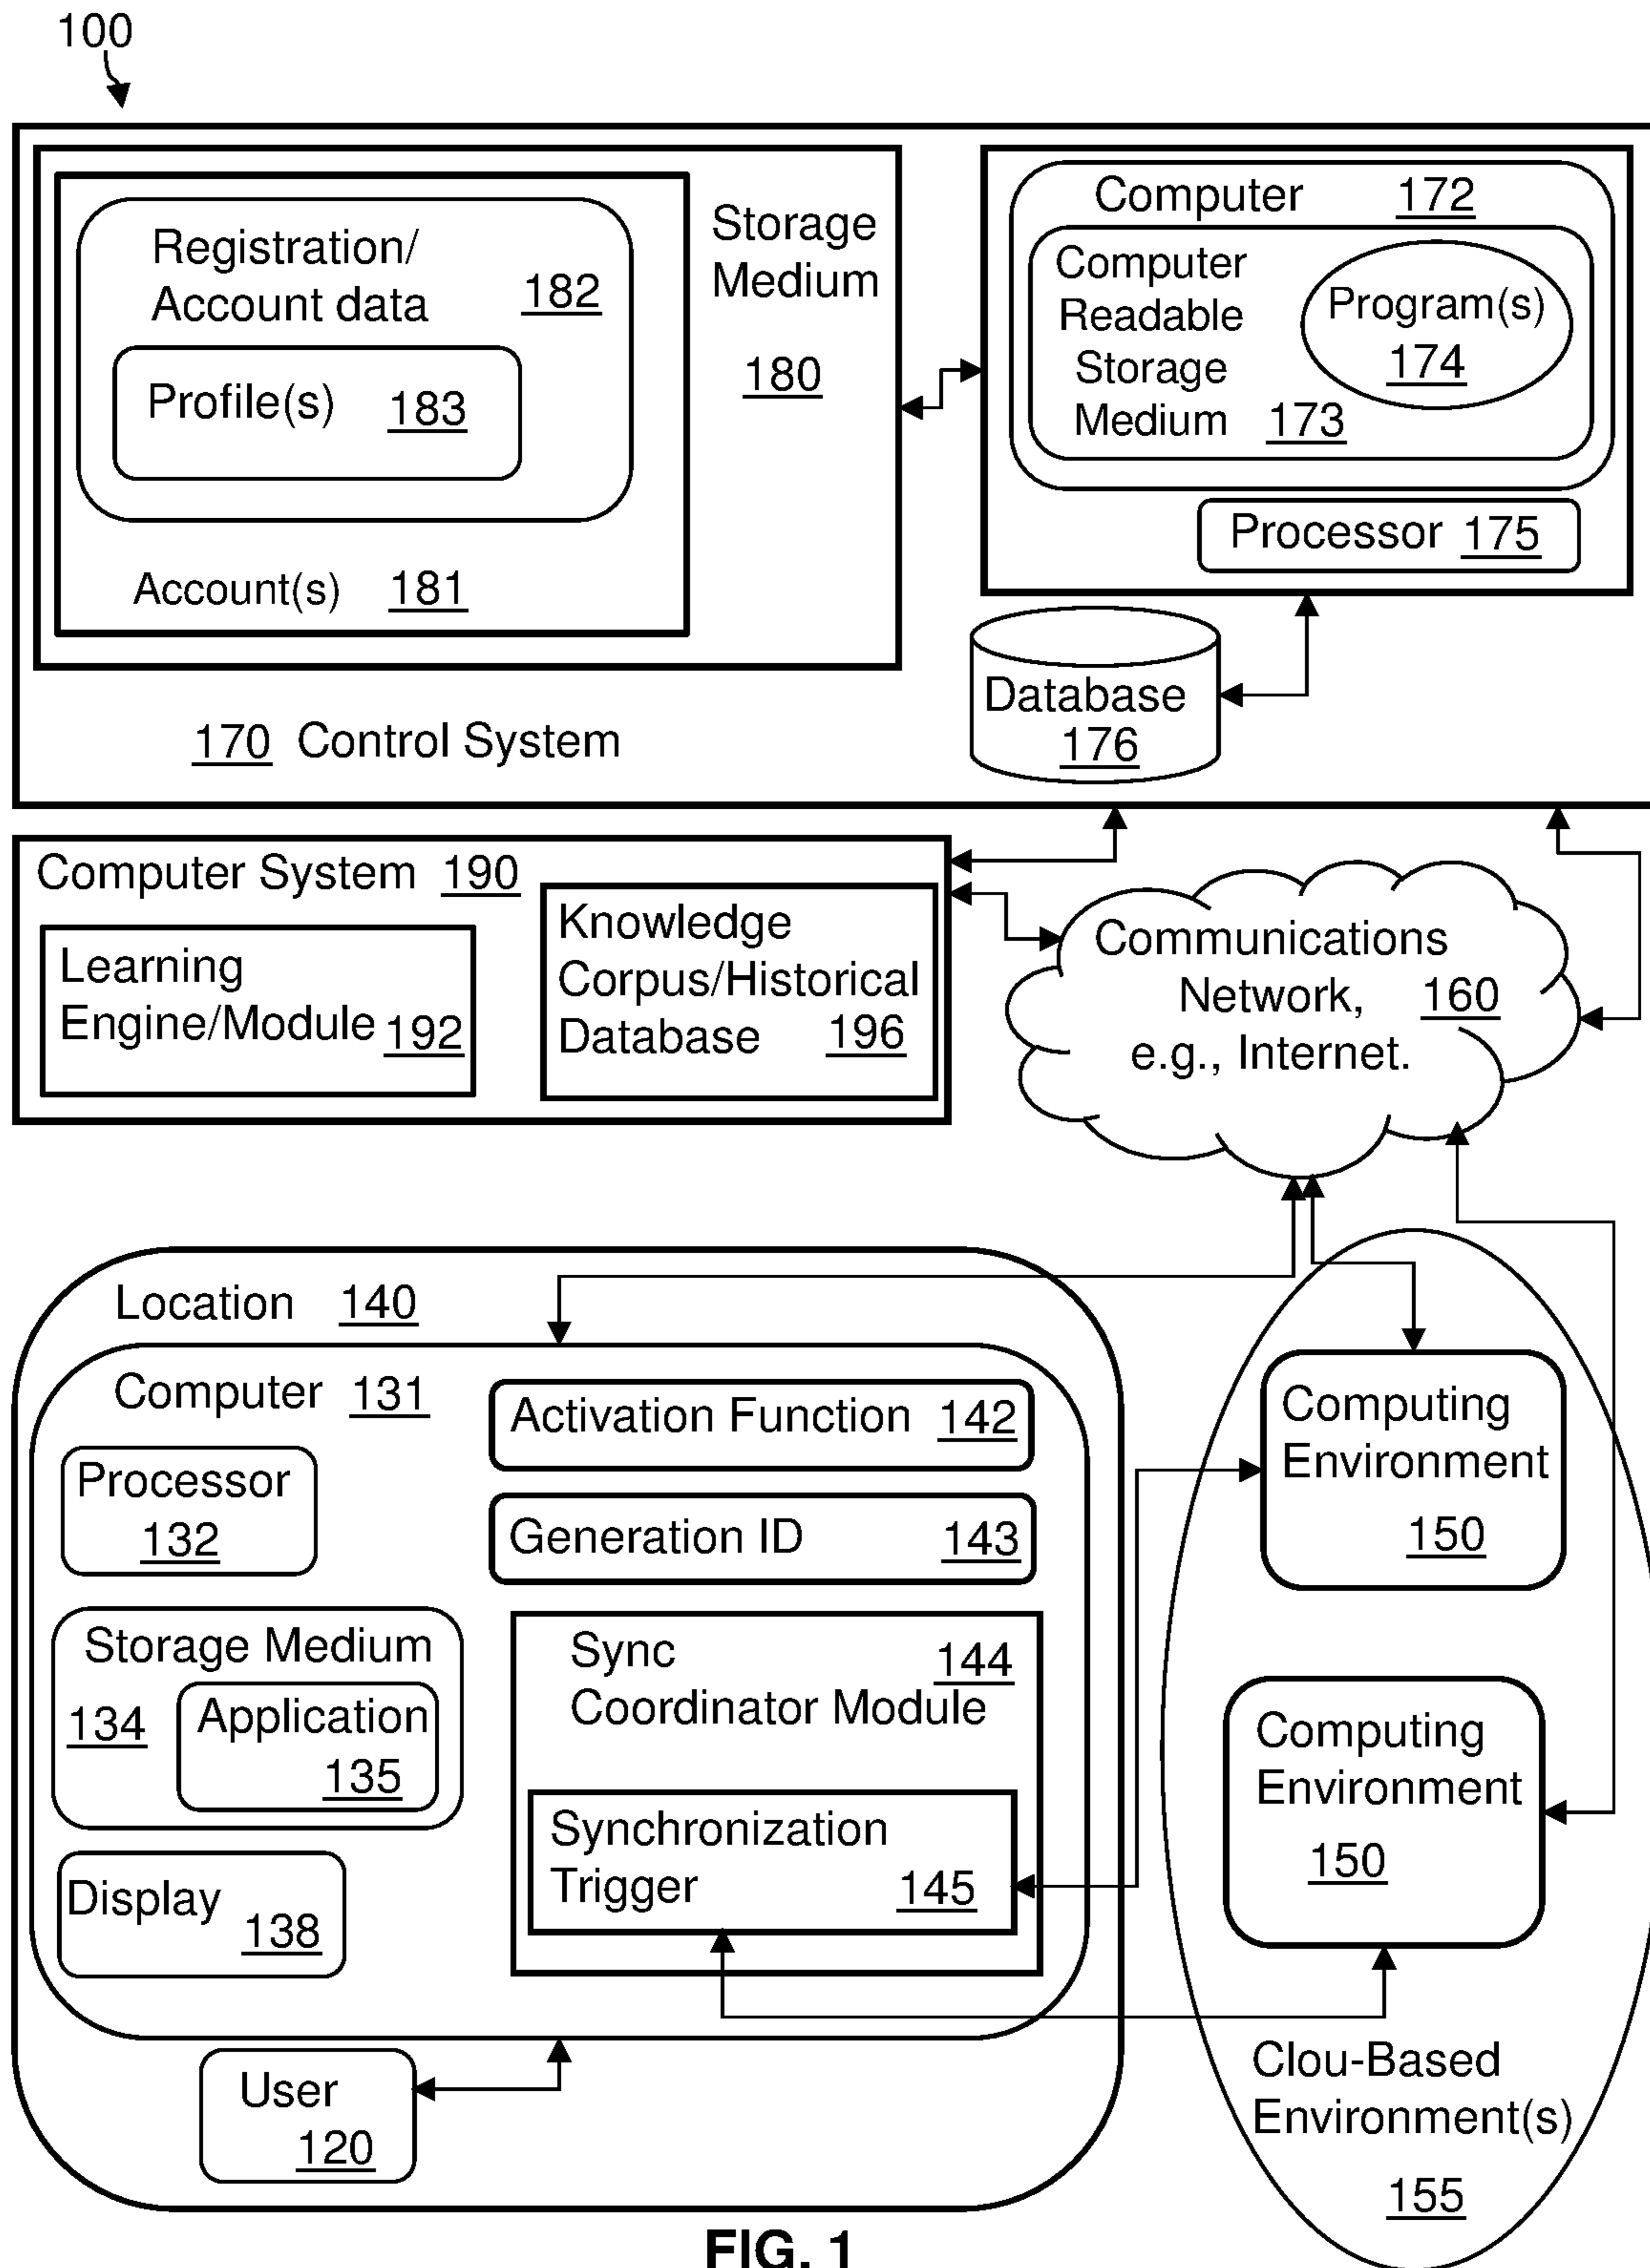 100
Registration/
Account data 182
Profile(s) 183
Account(s) 181
Storage
Medium
180
170 Control System
Computer 172
Computer
Readable
Storage
Medium 173
Program(s)
174
Processor 175
Database
176
Computer System 190
Learning
Engine/Module 192
Knowledge
Corpus/Historical
Database 196
Communications
Network, 160
e.g., Internet.
Location 140
Computer 131
Processor
132
Storage Medium
134
Application
135
Display
138
Activation Function 142
Generation ID 143
Sync 144
Coordinator Module
Synchronization
Trigger 145
User
120
Computing
Environment
150
Computing
Environment
150
Clou-Based
Environment(s)
155
FIG. 1